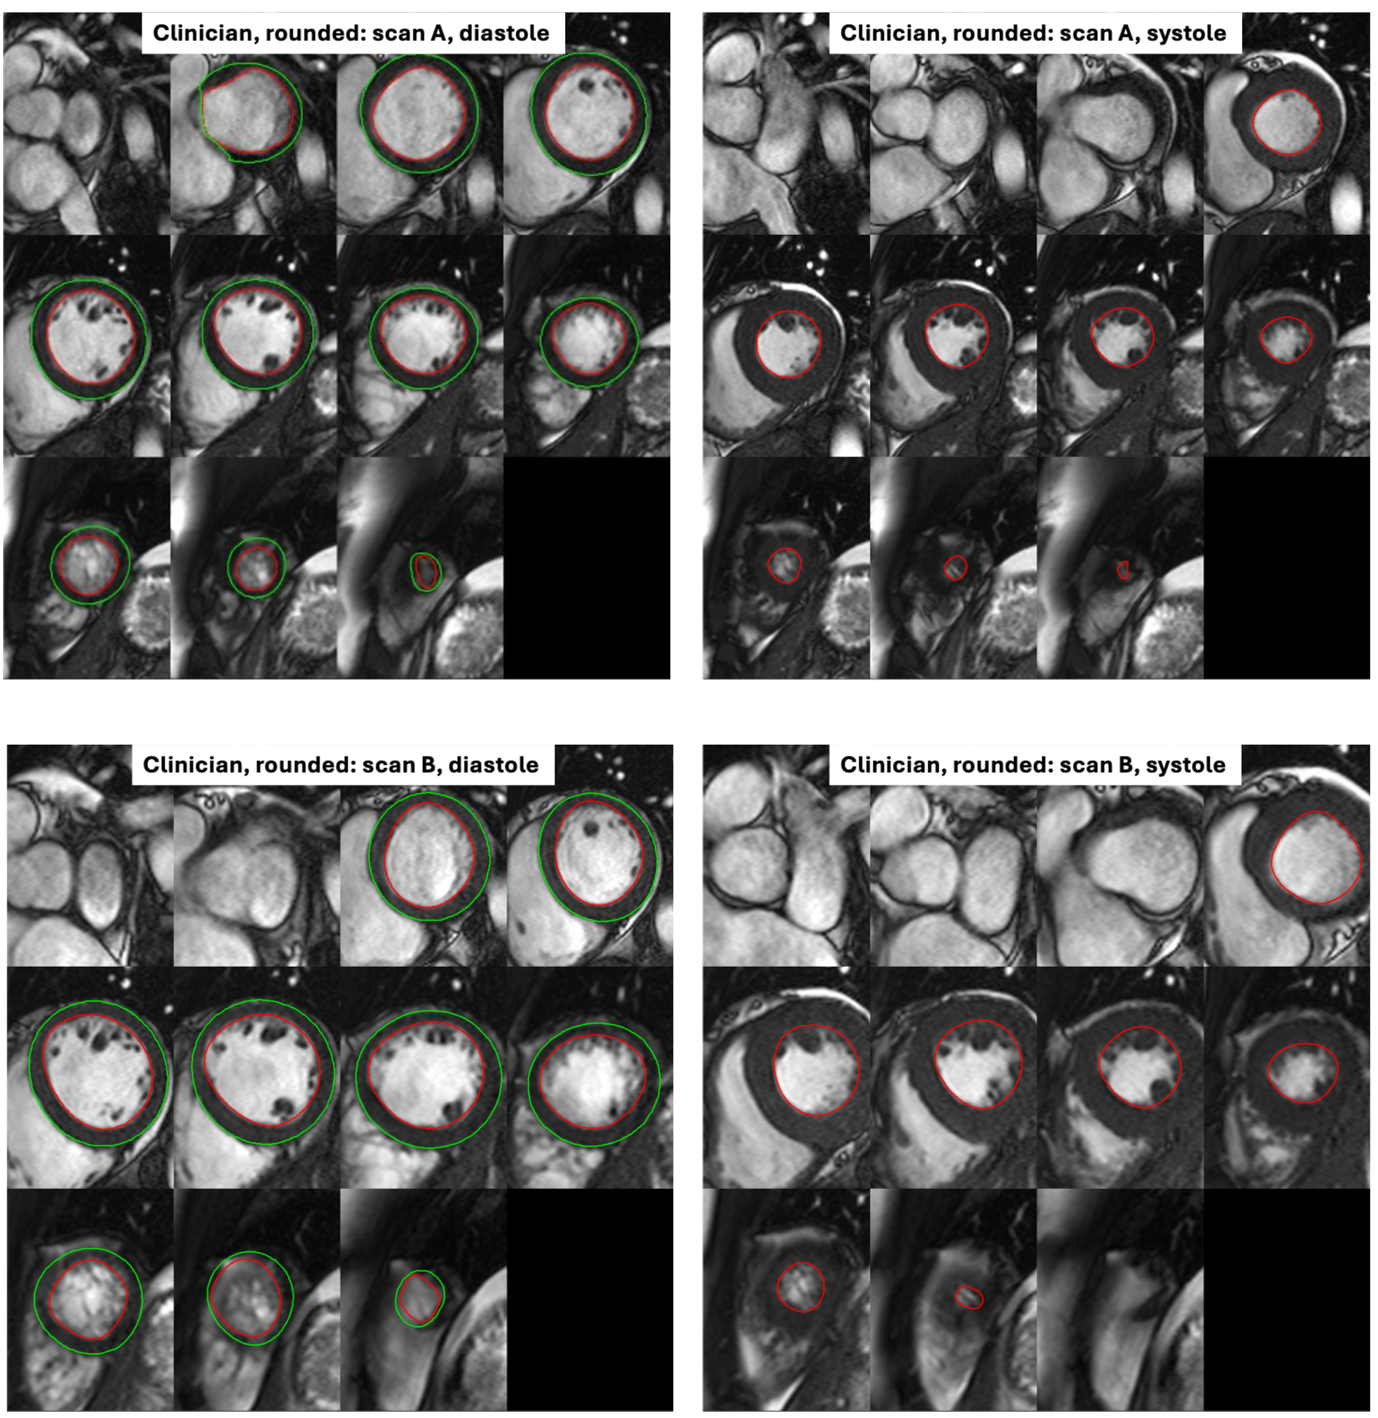 Clinician, rounded: scan A, diastole
Clinician, rounded: scan A, systole
Clinician, rounded: scan B, diastole
Clinician, rounded: scan B, systole